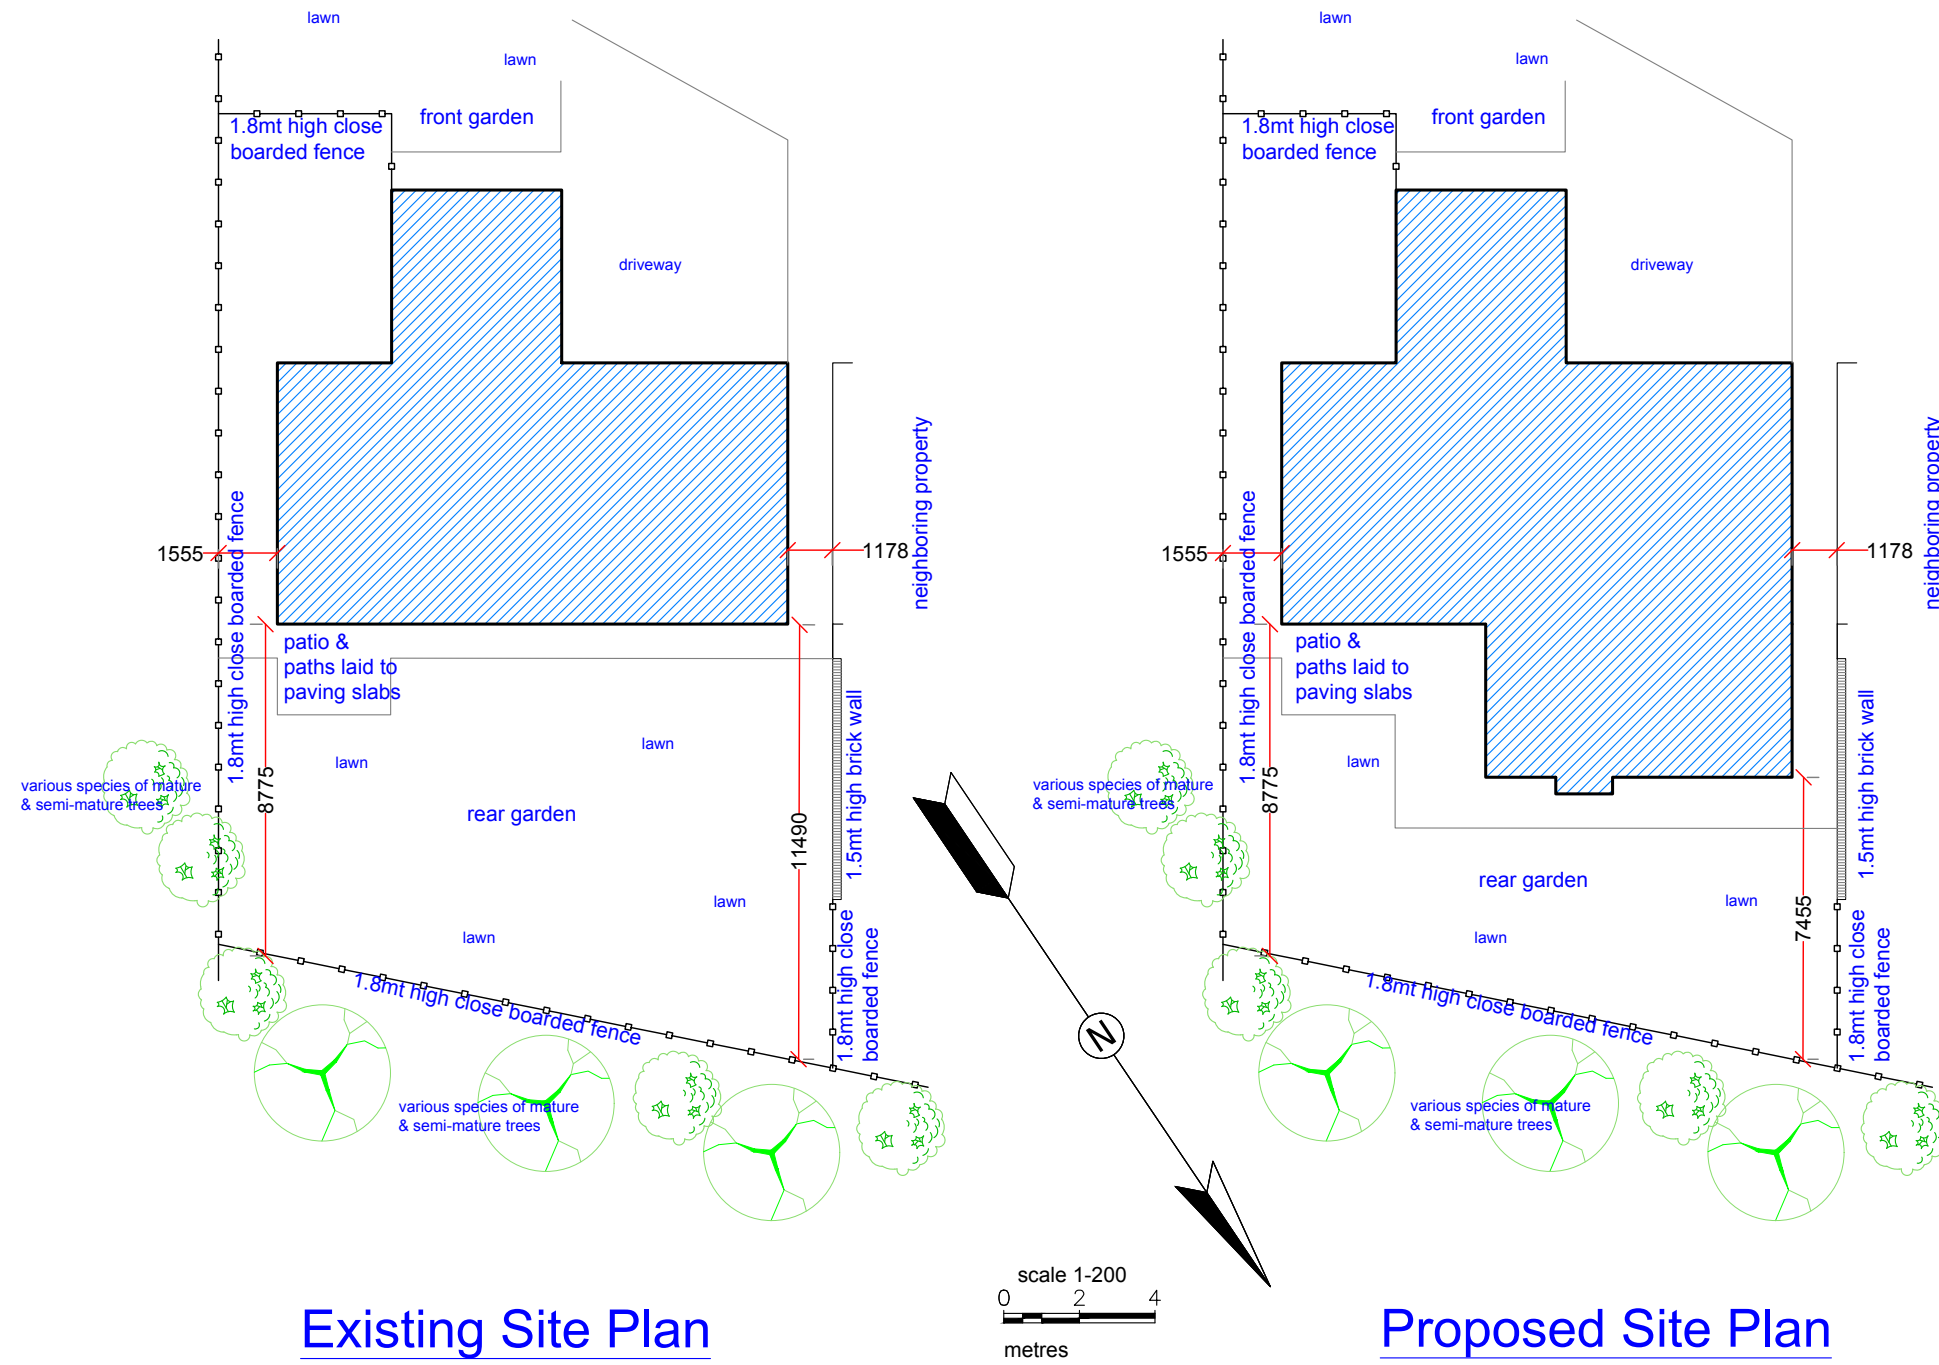 lawn
lawn
front garden
1.8mt high close
boarded fence
driveway
neighboring property
1.8mt high close boarded fence
1555
1178
patio &
paths laid to
paving slabs
lawn
lawn
8775
11490
1.5mt high brick wall
various species of mature
& semi-mature trees
rear garden
lawn
lawn
1.8mt high close
boarded fence
1.8mt high close boarded fence
various species of mature
& semi-mature trees
Existing Site Plan
N
scale 1-200
0 2 4
metres
lawn
lawn
front garden
1.8mt high close
boarded fence
driveway
neighboring property
1.8mt high close boarded fence
1555
1178
patio &
paths laid to
paving slabs
lawn
8775
7455
1.5mt high brick wall
various species of mature
& semi-mature trees
rear garden
lawn
lawn
1.8mt high close
boarded fence
1.8mt high close boarded fence
various species of mature
& semi-mature trees
Proposed Site Plan